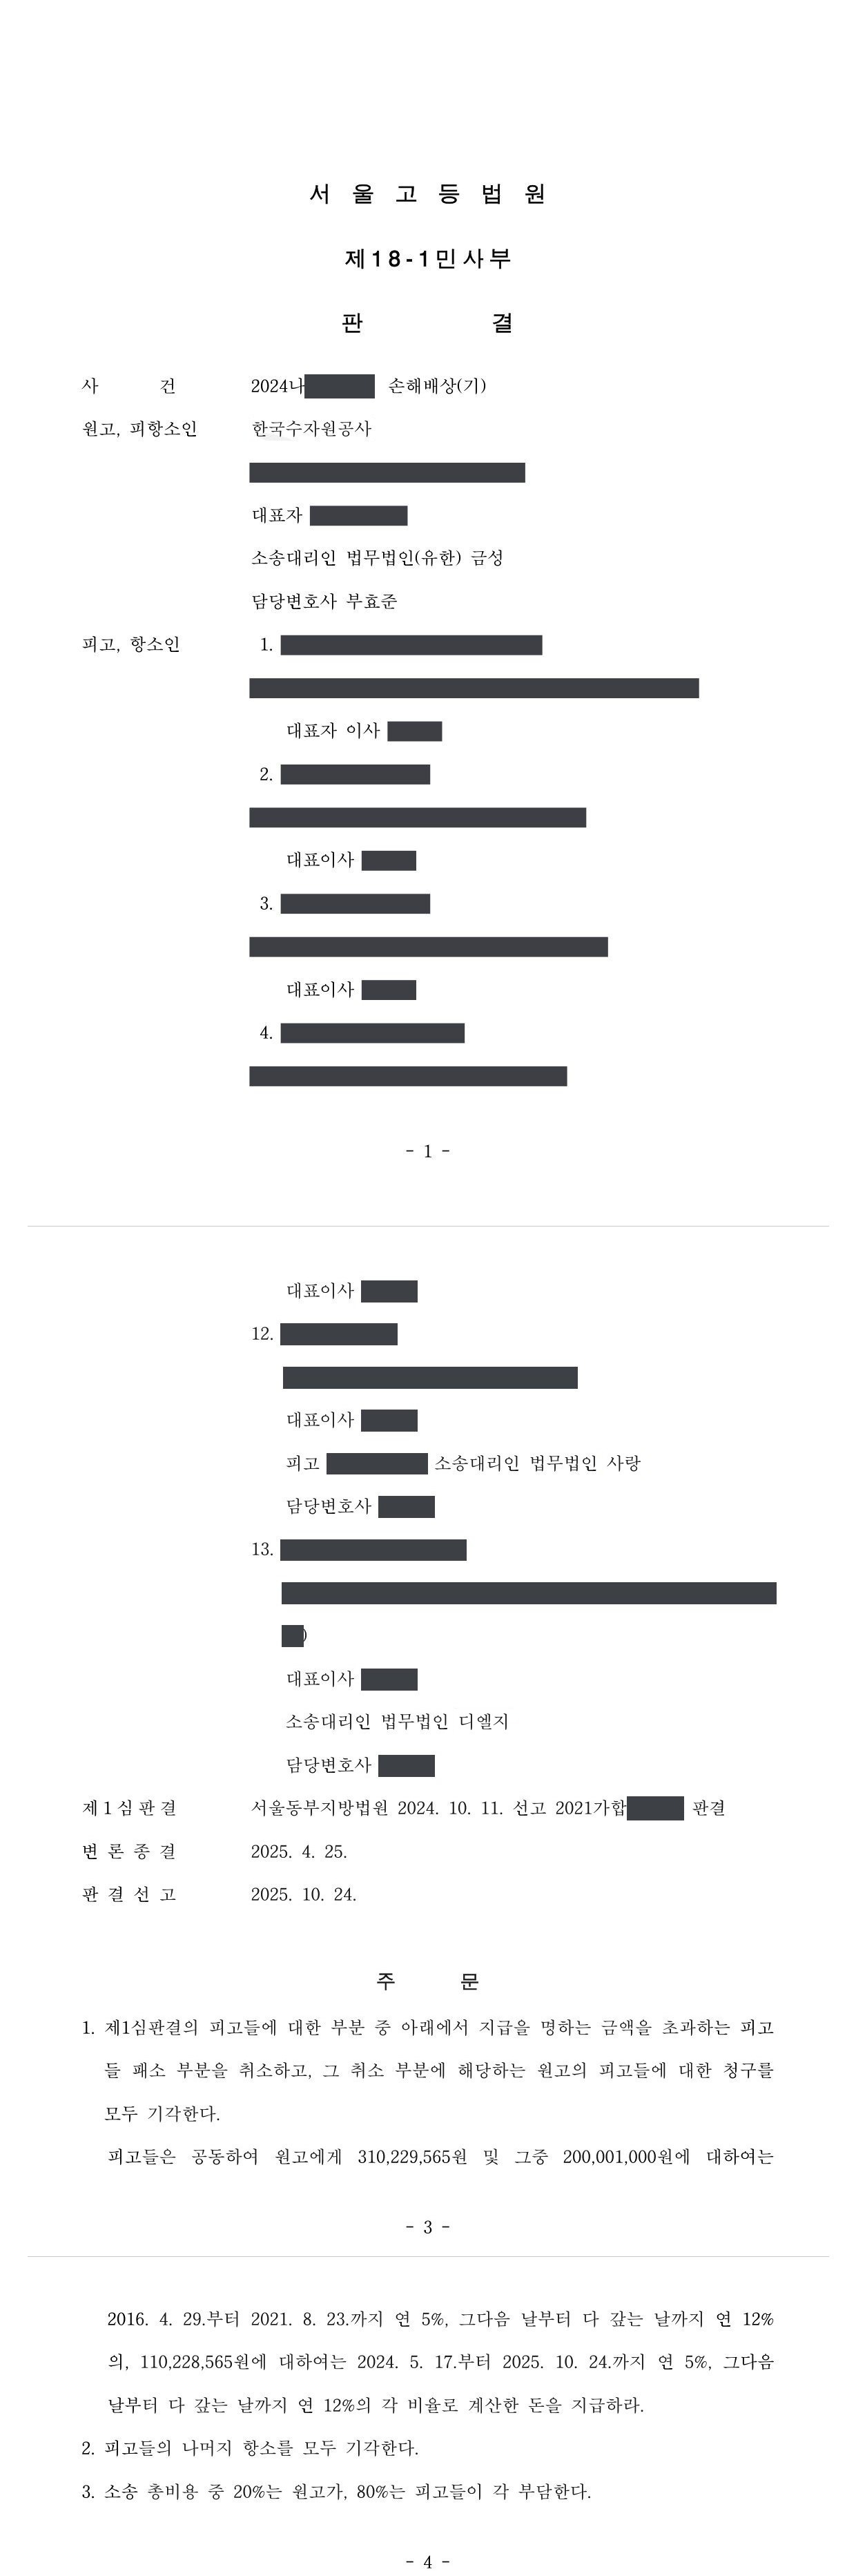 서 울 고 등 법 원
제18-1민사부
판 결
사 건 2024나 손해배상(기)
원고, 피항소인 한국수자원공사
대표자
소송대리인 법무법인(유한) 금성
담당변호사 부효준
피고, 항소인 1.
대표자 이사
2.
대표이사
3.
대표이사
4.
- 1 -
대표이사
12.
대표이사
피고 소송대리인 법무법인 사랑
담당변호사
13.
)
대표이사
소송대리인 법무법인 디엘지
담당변호사
제1심판결 서울동부지방법원 2024. 10. 11. 선고 2021가합 판결
변 론 종 결 2025. 4. 25.
판 결 선 고 2025. 10. 24.
주 문
1. 제1심판결의 피고들에 대한 부분 중 아래에서 지급을 명하는 금액을 초과하는 피고
들 패소 부분을 취소하고, 그 취소 부분에 해당하는 원고의 피고들에 대한 청구를
모두 기각한다.
피고들은 공동하여 원고에게 310,229,565원 및 그중 200,001,000원에 대하여는
- 3 -
2016. 4. 29.부터 2021. 8. 23.까지 연 5%, 그다음 날부터 다 갚는 날까지 연 12%
의, 110,228,565원에 대하여는 2024. 5. 17.부터 2025. 10. 24.까지 연 5%, 그다음
날부터 다 갚는 날까지 연 12%의 각 비율로 계산한 돈을 지급하라.
2. 피고들의 나머지 항소를 모두 기각한다.
3. 소송 총비용 중 20%는 원고가, 80%는 피고들이 각 부담한다.
- 4 -